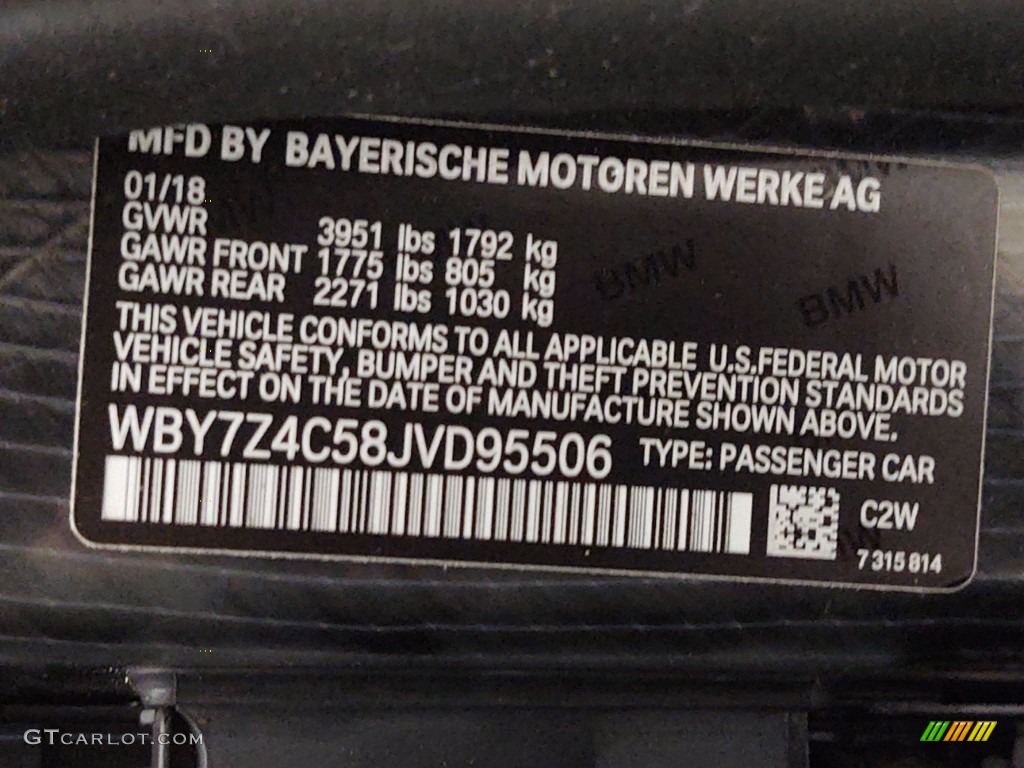 MFD BY BAYERISCHE MOTOREN WERKE AG
01/18
GVWR 3951 lbs 1792 kg
GAWR FRONT 1775 lbs 805 kg
GAWR REAR 2271 lbs 1030 kg
THIS VEHICLE CONFORMS TO ALL APPLICABLE U.S.FEDERAL MOTOR
VEHICLE SAFETY, BUMPER AND THEFT PREVENTION STANDARDS
IN EFFECT ON THE DATE OF MANUFACTURE SHOWN ABOVE.
WBY7Z4C58JVD95506 TYPE: PASSENGER CAR
C2W
7 315 814
BMW
BMW
GTCARLOT.COM